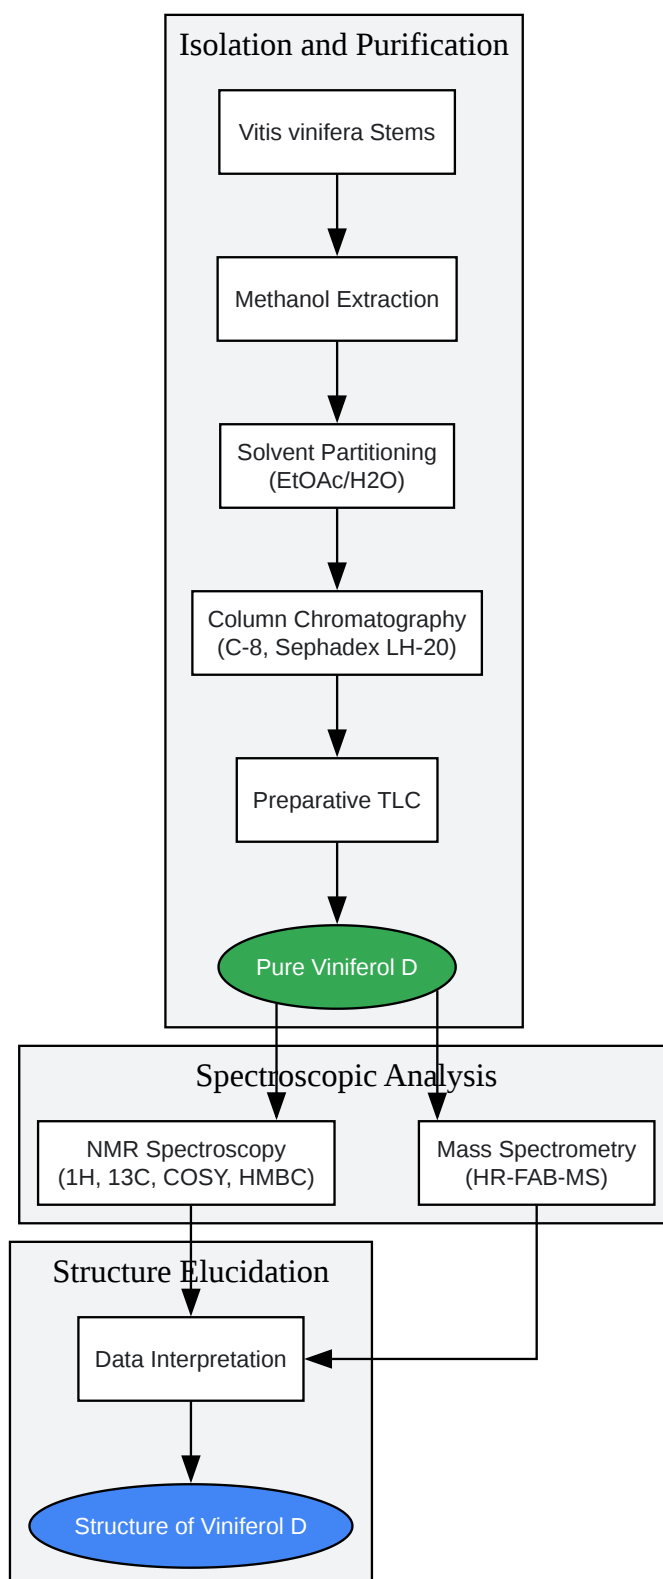 Isolation and Purification
Vitis vinifera Stems
Methanol Extraction
Solvent Partitioning
(EtOAc/H2O)
Column Chromatography
(C-8, Sephadex LH-20)
Preparative TLC
Pure Viniferol D
Spectroscopic Analysis
NMR Spectroscopy
(1H, 13C, COSY, HMBC)
Mass Spectrometry
(HR-FAB-MS)
Structure Elucidation
Data Interpretation
Structure of Viniferol D